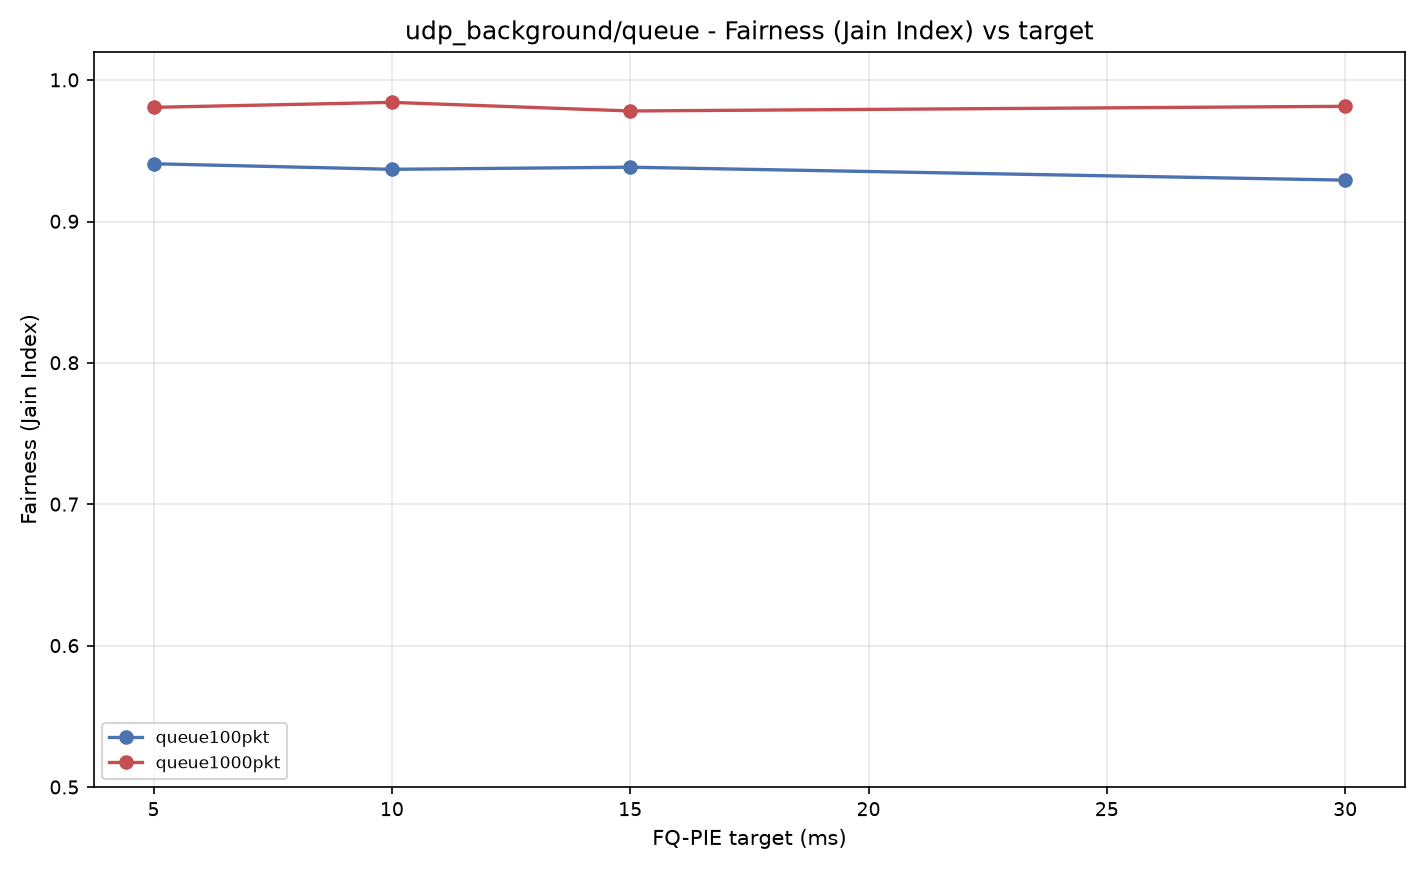 udp_background/queue - Fairness (Jain Index) vs target
Fairness (Jain Index)
1.0
0.9
0.8
0.7
0.6
0.5
queue100pkt
queue1000pkt
5 10 15 20 25 30
FQ-PIE target (ms)